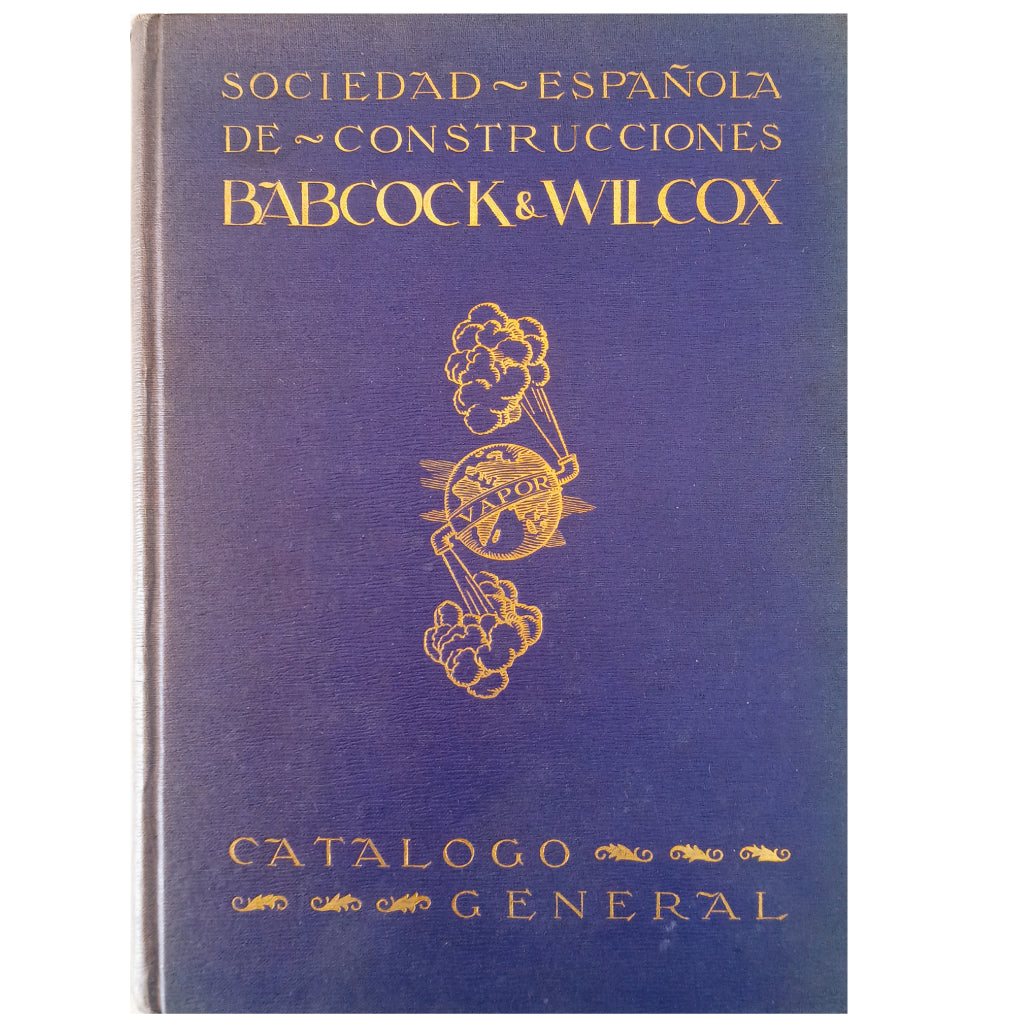 SOCIEDAD ~ ESPAÑOLA
DE ~ CONSTRUCCIONES
BABCOCK & WILCOX
VAPOR
CATALOGO
GENERAL